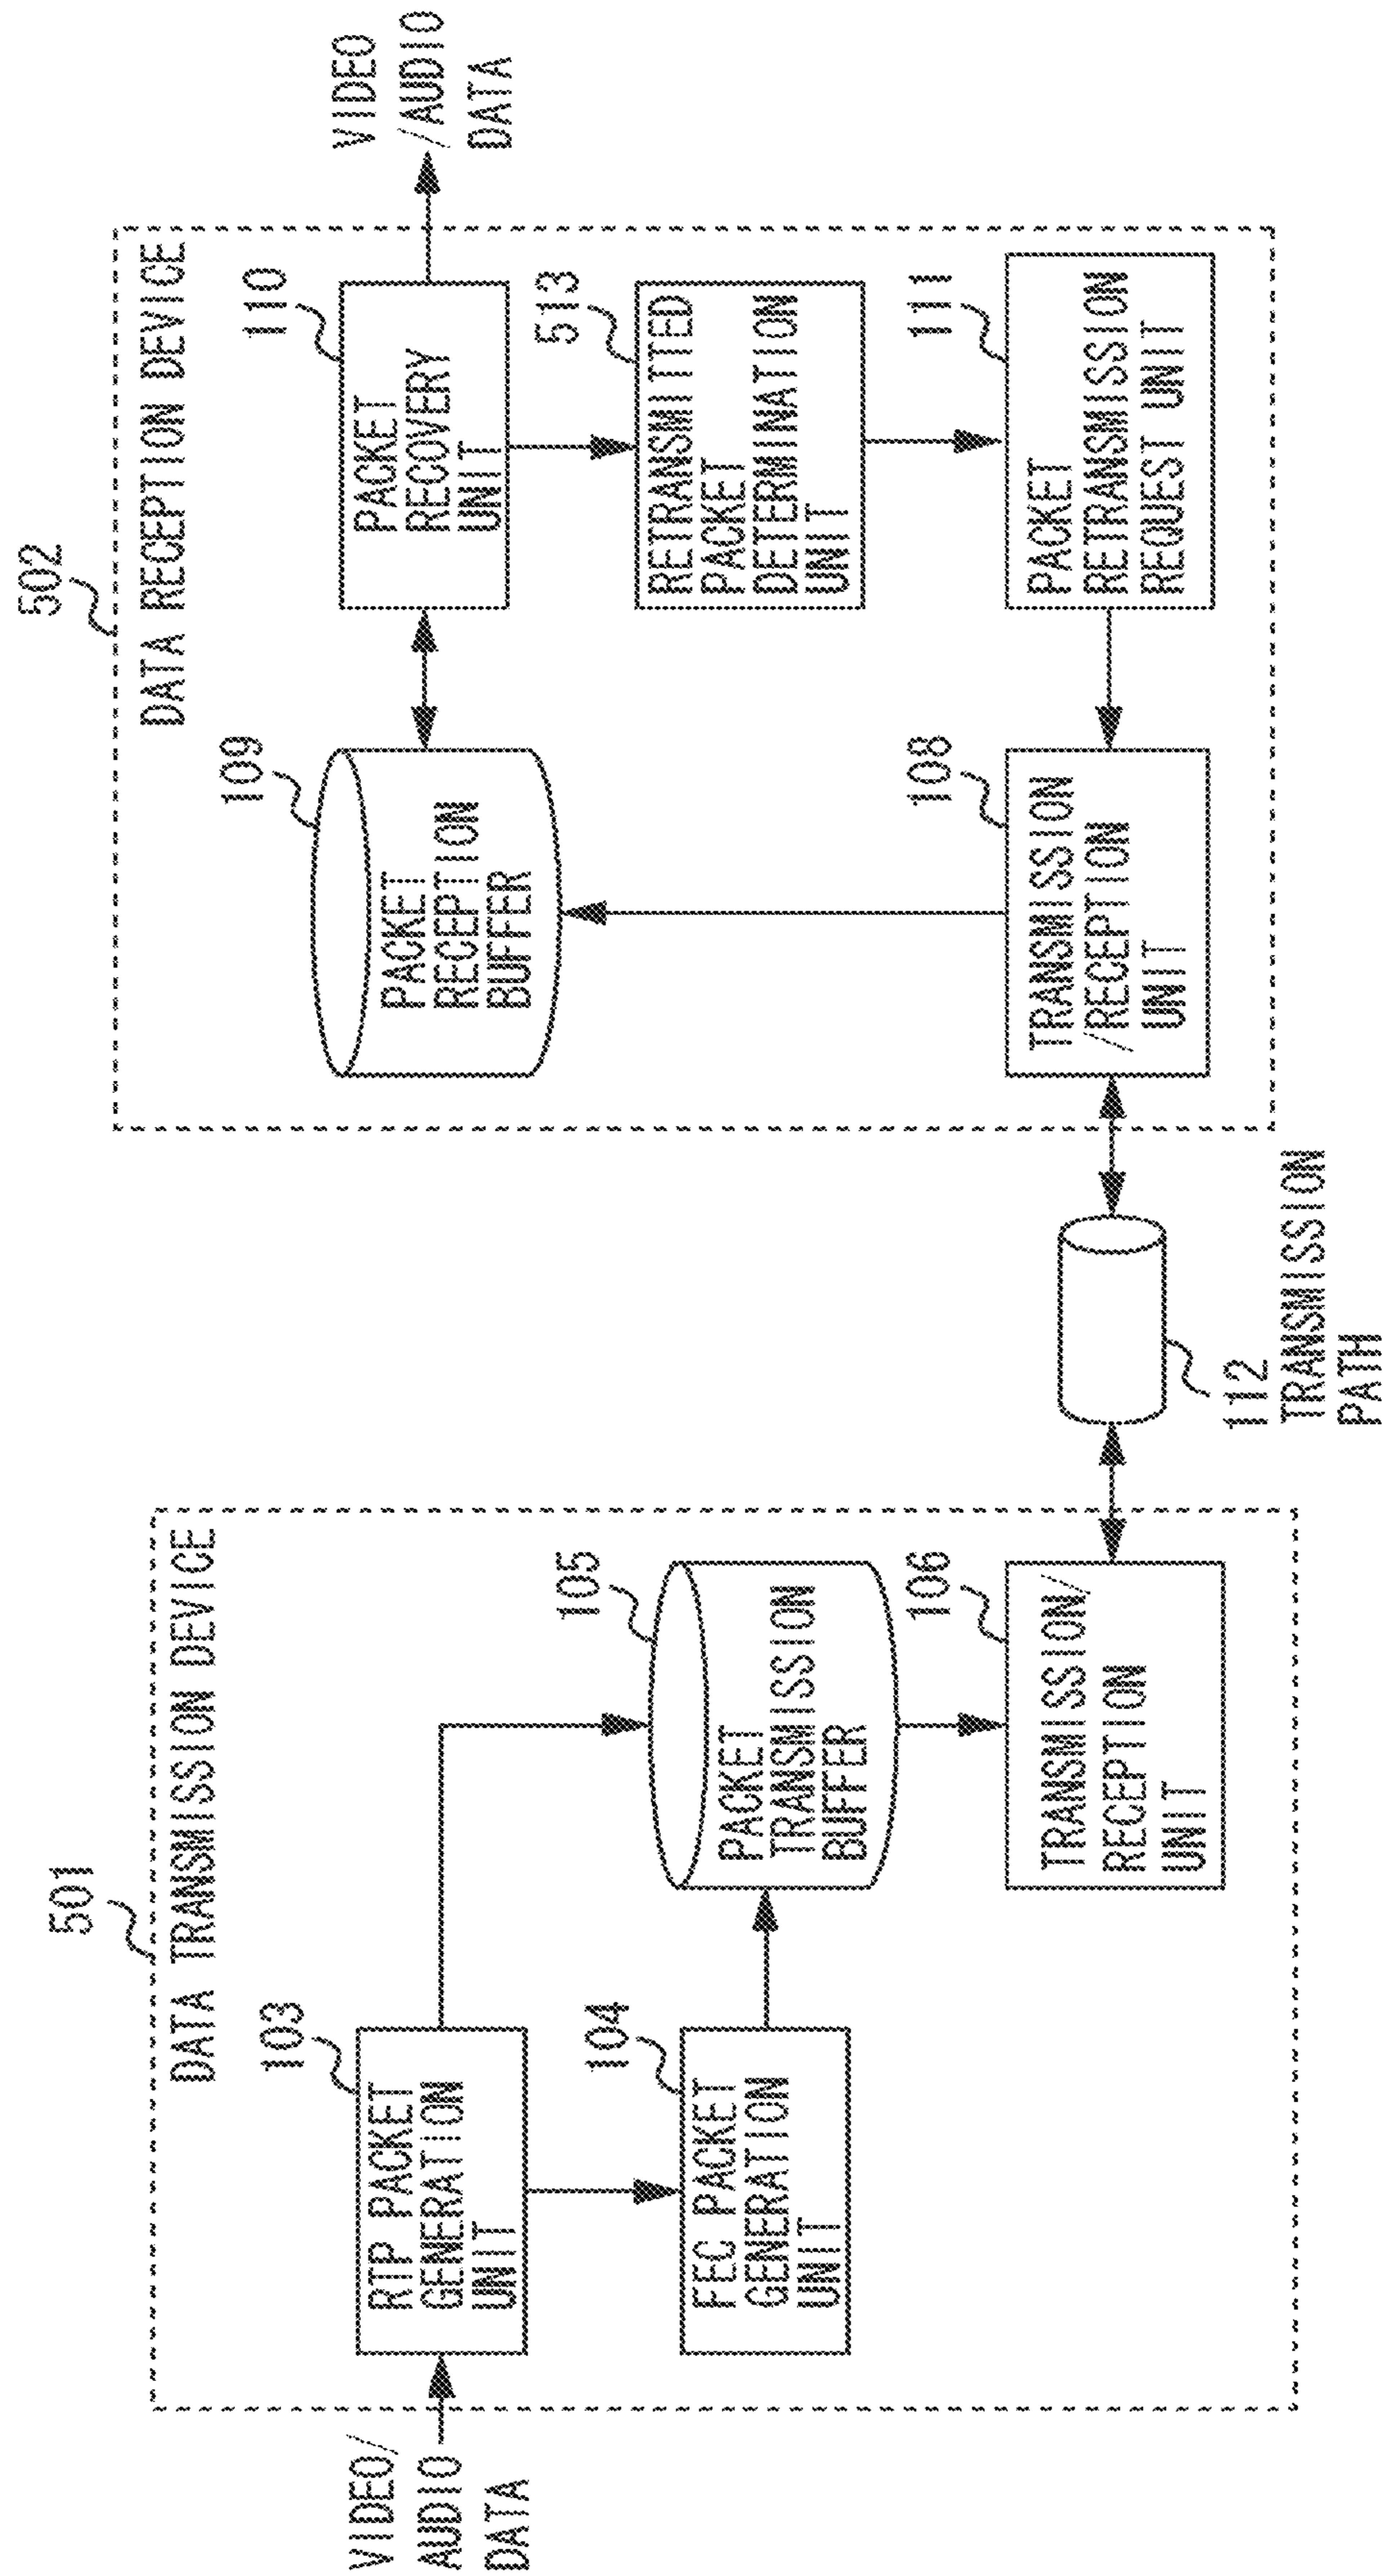 501
DATA TRANSMISSION DEVICE
VIDEO/
AUDIO
DATA
103
RTP PACKET
GENERATION
UNIT
104
FEC PACKET
GENERATION
UNIT
105
PACKET
TRANSMISSION
BUFFER
106
TRANSMISSION/
RECEPTION
UNIT
112
TRANSMISSION
PATH
502
DATA RECEPTION DEVICE
109
PACKET
RECEPTION
BUFFER
108
TRANSMISSION
/RECEPTION
UNIT
110
PACKET
RECOVERY
UNIT
513
RETRANSMITTED
PACKET
DETERMINATION
UNIT
111
PACKET
RETRANSMISSION
REQUEST UNIT
VIDEO
/AUDIO
DATA